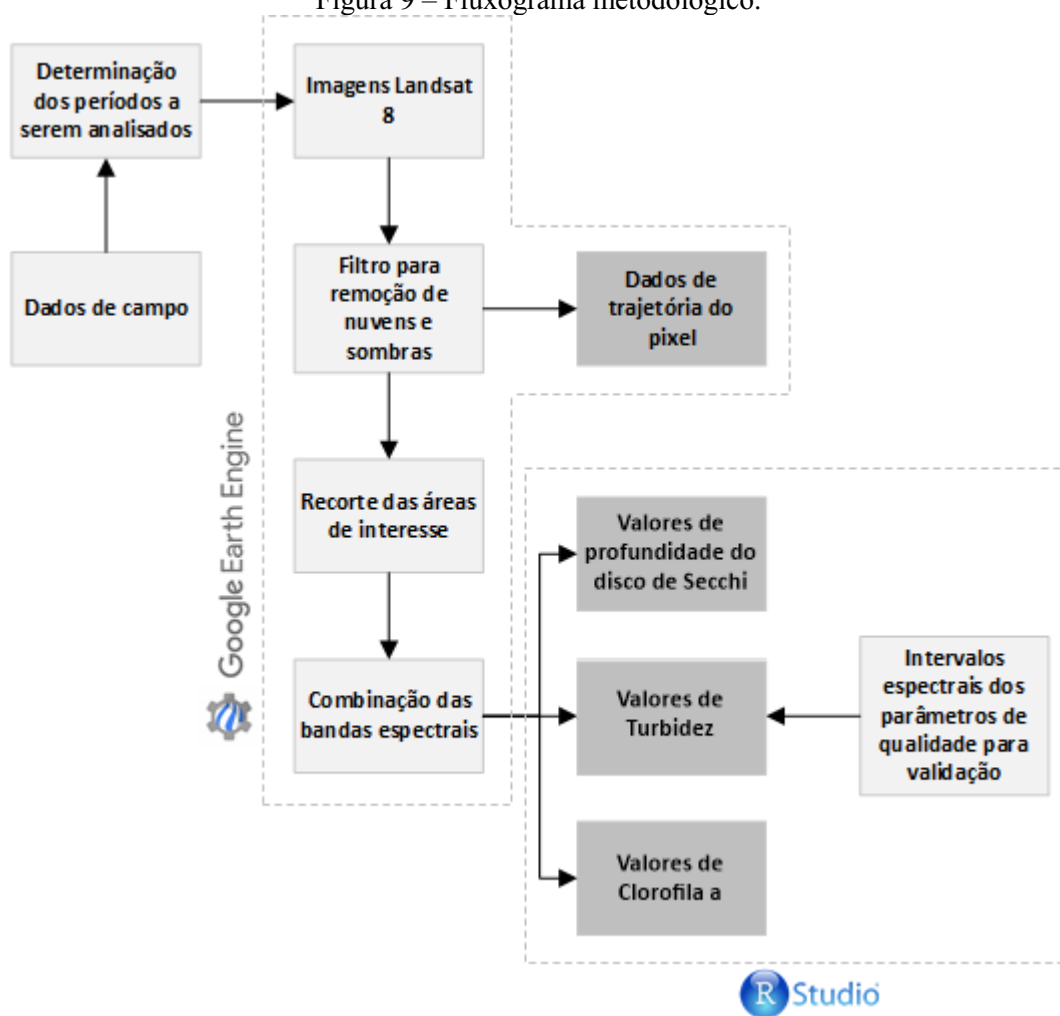 Figura 9 – Fluxograma metodológico.
Determinação
dos períodos a
serem analisados
Imagens Landsat
8
Dados de campo
Filtro para
remoção de
nuvens e
sombras
Dados de
trajetória do
pixel
Google Earth Engine
Recorte das áreas
de interesse
Combinação das
bandas espectrais
Valores de
profundidade do
disco de Secchi
Valores de
Turbidez
Intervalos
espectrais dos
parâmetros de
qualidade para
validação
Valores de
Clorofila a
R Studio